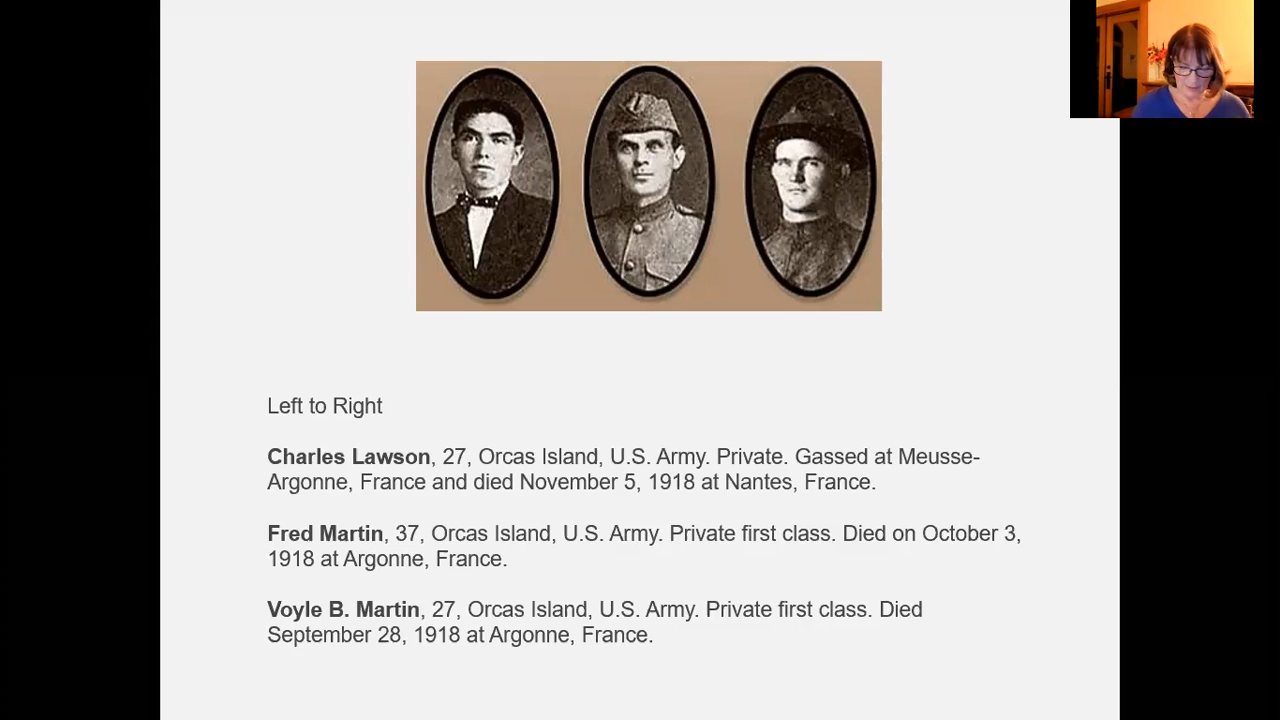 Left to Right
Charles Lawson, 27, Orcas Island, U.S. Army. Private. Gassed at Meusse-
Argonne, France and died November 5, 1918 at Nantes, France.
Fred Martin, 37, Orcas Island, U.S. Army. Private first class. Died on October 3,
1918 at Argonne, France.
Voyle B. Martin, 27, Orcas Island, U.S. Army. Private first class. Died
September 28, 1918 at Argonne, France.